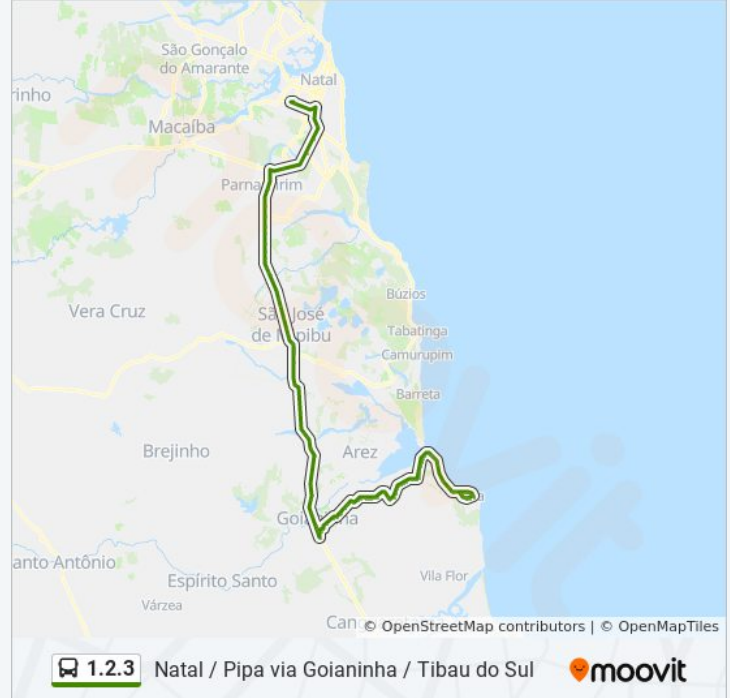 São Gonçalo
do Amarante
Natal
rinho
Macaíba
Parna irim
Búzios
Vera Cruz
São José
de Mipibu
Tabatinga
Camurupim
Barreta
Brejinho
Arez
Goianinha
anto Antônio
Espírito Santo
Vila Flor
Várzea
© OpenStreetMap contributors | © OpenMapTiles
1.2.3 Natal / Pipa via Goianinha / Tibau do Sul moovit